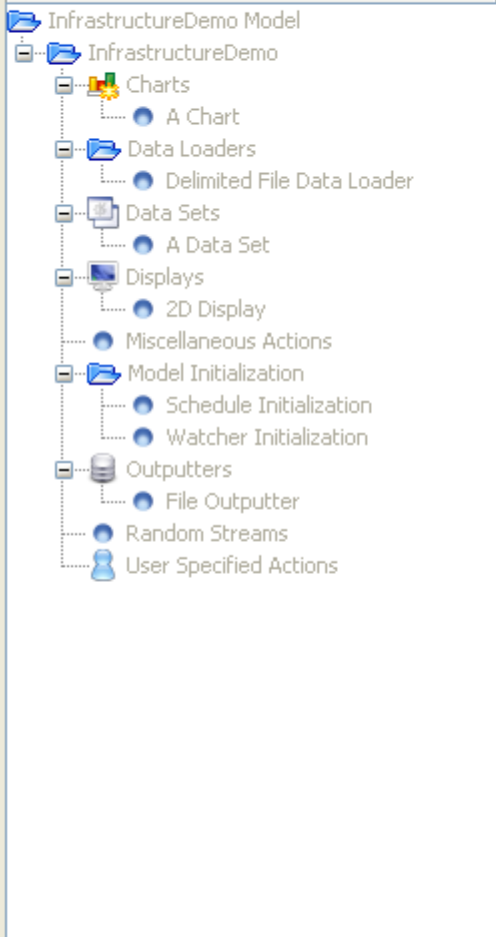 InfrastructureDemo Model
InfrastructureDemo
Charts
A Chart
Data Loaders
Delimited File Data Loader
Data Sets
A Data Set
Displays
2D Display
Miscellaneous Actions
Model Initialization
Schedule Initialization
Watcher Initialization
Outputters
File Outputter
Random Streams
User Specified Actions